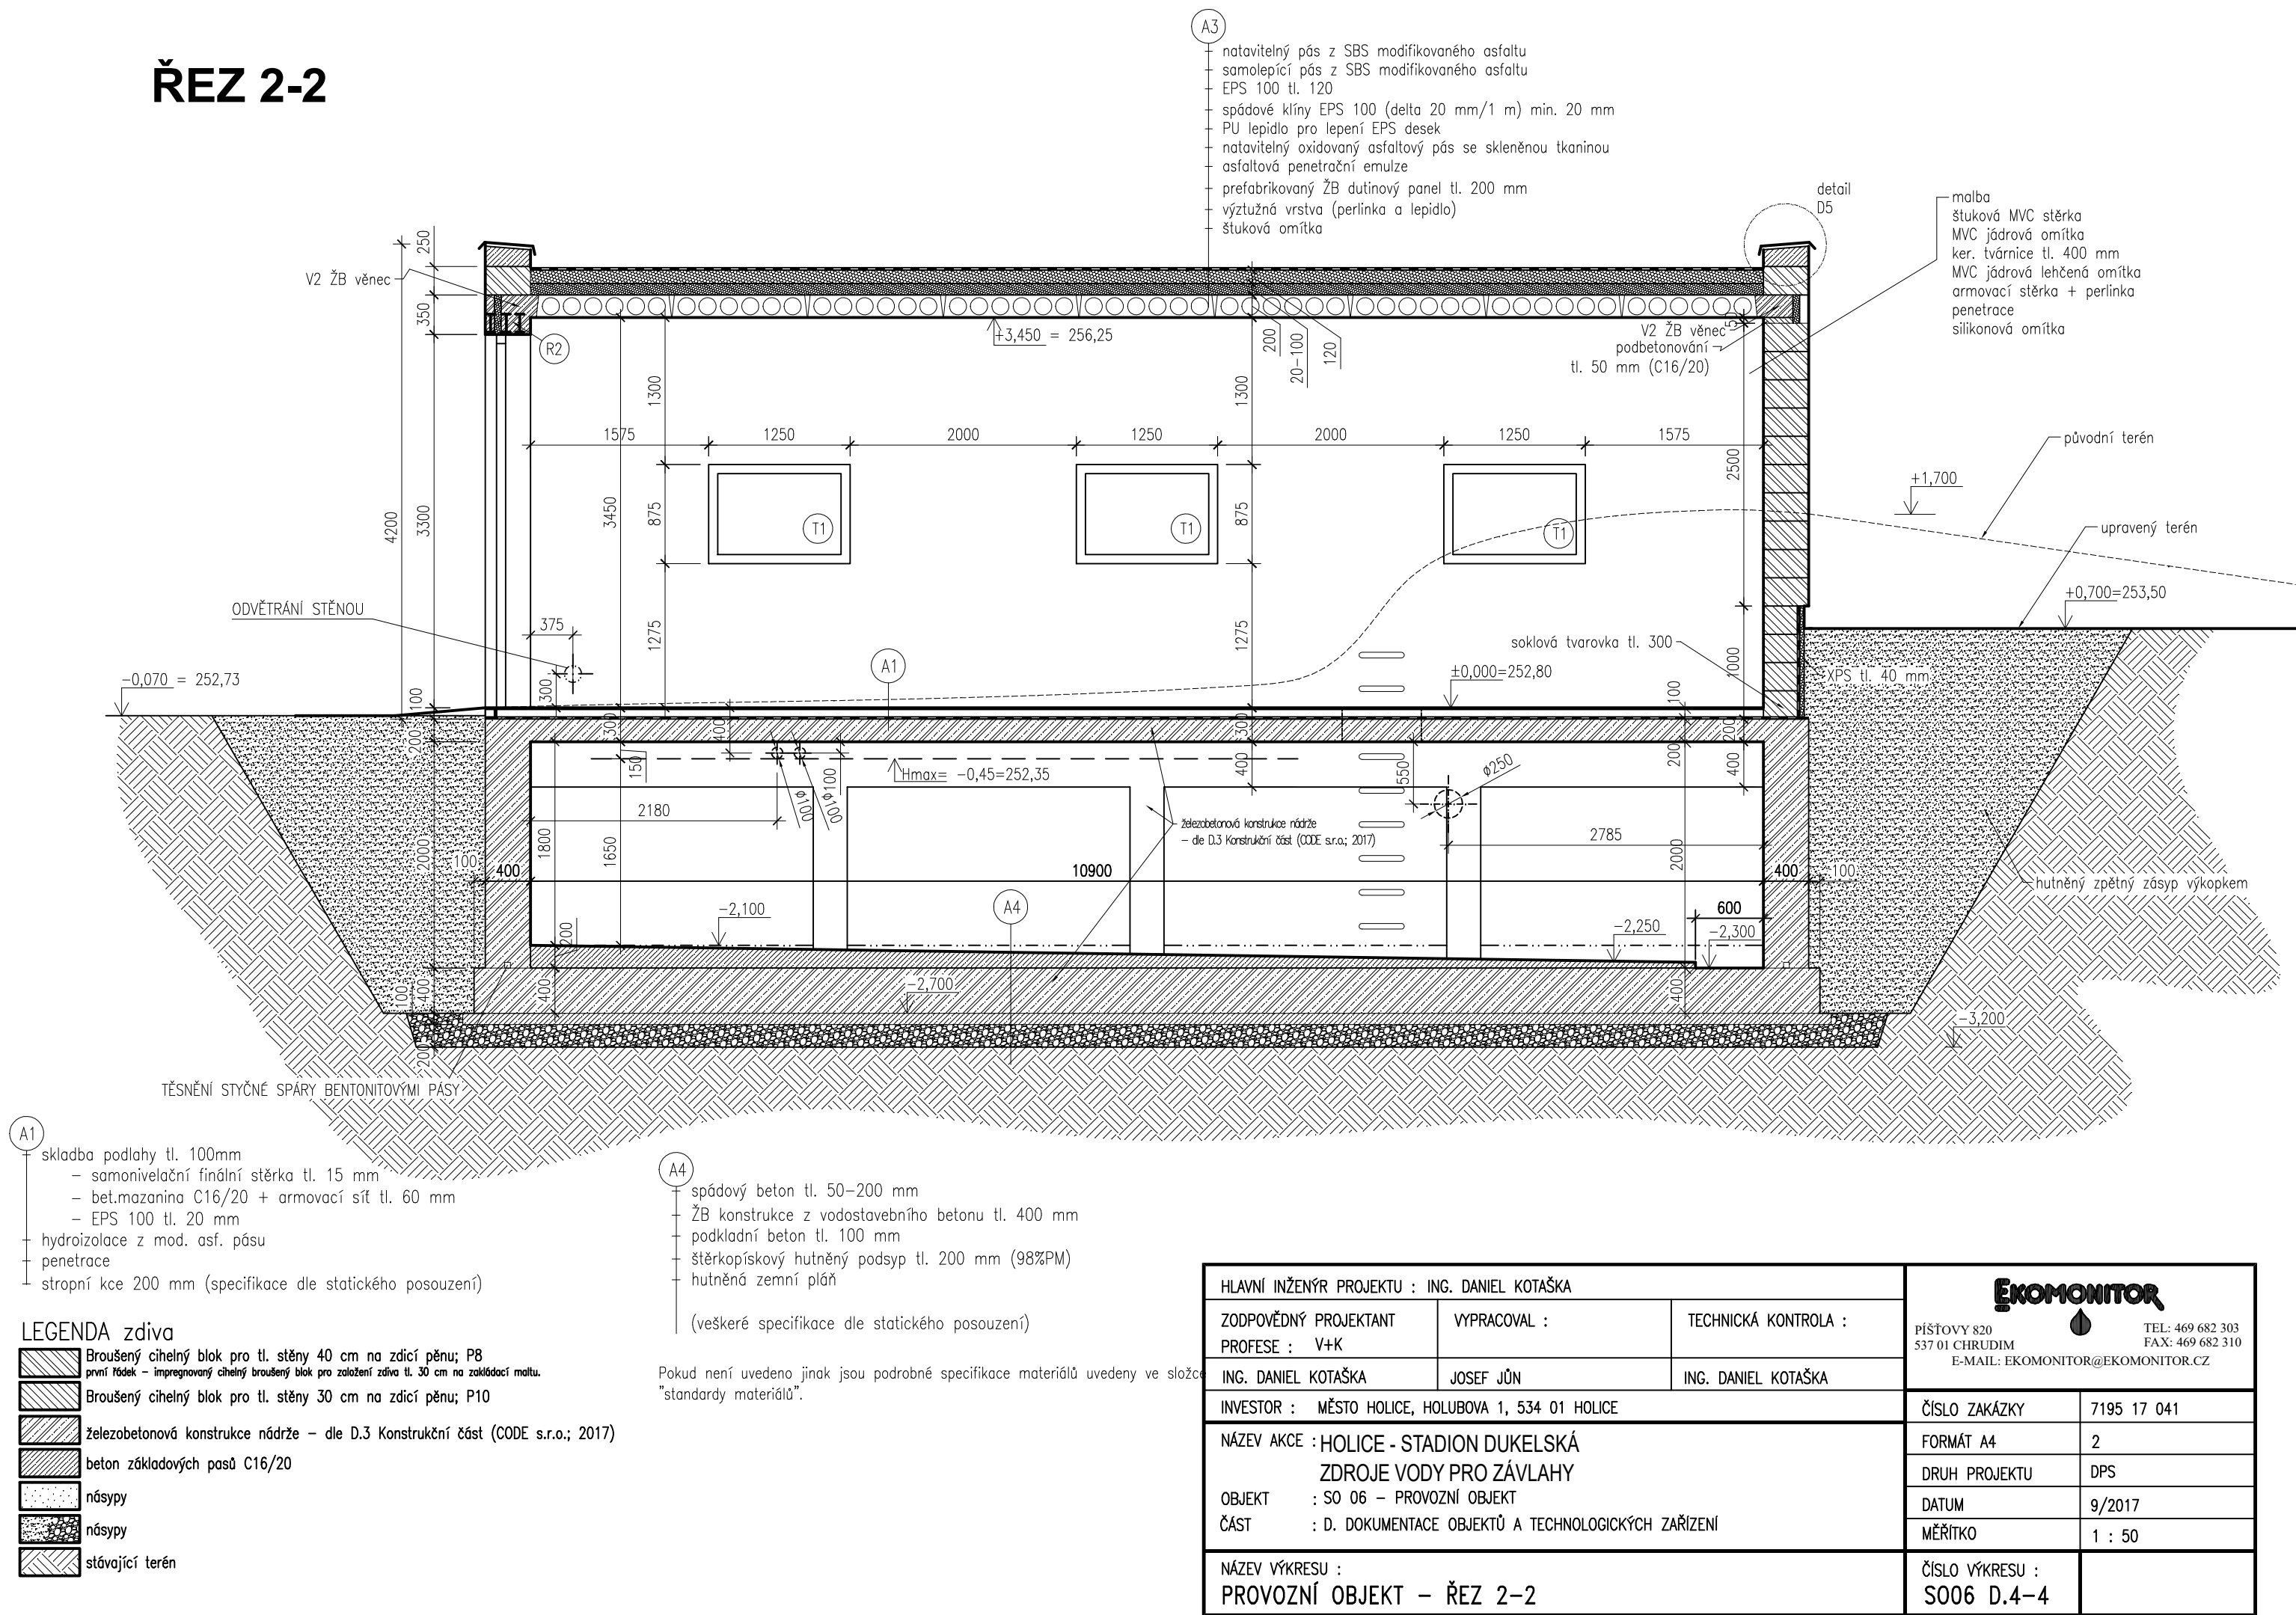 ŘEZ 2-2
A3
natavitelný pás z SBS modifikovaného asfaltu
samolepící pás z SBS modifikovaného asfaltu
EPS 100 tl. 120
spádové klíny EPS 100 (delta 20 mm/1 m) min. 20 mm
PU lepidlo pro lepení EPS desek
natavitelný oxidovaný asfaltový pás se skleněnou tkaninou
asfaltová penetrační emulze
prefabrikovaný ŽB dutinový panel tl. 200 mm
výztužná vrstva (perlinka a lepidlo)
štuková omítka
detail
D5
malba
štuková MVC stěrka
MVC jádrová omítka
ker. tvárnice tl. 400 mm
MVC jádrová lehčená omítka
armovací stěrka + perlinka
penetrace
silikonová omítka
250
V2 ŽB věnec
350
R2
+3,450 = 256,25
200
20-100
120
V2 ŽB věnec
podbetonování
tl. 50 mm (C16/20)
50
1300
1300
1575
1250
2000
1250
2000
1250
1575
původní terén
+1,700
4200
3300
3450
875
875
2500
T1
T1
T1
upravený terén
+0,700=253,50
ODVĚTRÁNÍ STĚNOU
375
1275
1275
soklová tvarovka tl. 300
1000
A1
±0,000=252,80
XPS tl. 40 mm
-0,070 = 252,73
300
100
100
200
300
400
300
200
200
150
400
400
Hmax= -0,45=252,35
550
ø250
ø100
ø100
ø100
2180
železobetonová konstrukce nádrže
- dle D.3 Konstrukční část (CODE s.r.o.; 2017)
2785
2000
1800
1650
2000
100
400
10900
400
100
hutněný zpětný zásyp výkopkem
A4
-2,100
600
-2,250
-2,300
200
100
400
400
-2,700
400
-3,200
200
TĚSNĚNÍ STYČNÉ SPÁRY BENTONITOVÝMI PÁSY
A1
skladba podlahy tl. 100mm
- samonivelační finální stěrka tl. 15 mm
- bet.mazanina C16/20 + armovací síť tl. 60 mm
- EPS 100 tl. 20 mm
hydroizolace z mod. asf. pásu
penetrace
stropní kce 200 mm (specifikace dle statického posouzení)
A4
spádový beton tl. 50-200 mm
ŽB konstrukce z vodostavebního betonu tl. 400 mm
podkladní beton tl. 100 mm
štěrkopískový hutněný podsyp tl. 200 mm (98%PM)
hutněná zemní pláň
(veškeré specifikace dle statického posouzení)
Pokud není uvedeno jinak jsou podrobné specifikace materiálů uvedeny ve složce
"standardy materiálů".
LEGENDA zdiva
Broušený cihelný blok pro tl. stěny 40 cm na zdicí pěnu; P8
první řádek - impregnovaný cihelný broušený blok pro založení zdiva tl. 30 cm na zakládací maltu.
Broušený cihelný blok pro tl. stěny 30 cm na zdicí pěnu; P10
železobetonová konstrukce nádrže - dle D.3 Konstrukční část (CODE s.r.o.; 2017)
beton základových pasů C16/20
násypy
násypy
stávající terén
HLAVNÍ INŽENÝR PROJEKTU : ING. DANIEL KOTAŠKA
ZODPOVĚDNÝ PROJEKTANT
PROFESE : V+K
VYPRACOVAL :
TECHNICKÁ KONTROLA :
ING. DANIEL KOTAŠKA
JOSEF JŮN
ING. DANIEL KOTAŠKA
INVESTOR : MĚSTO HOLICE, HOLUBOVA 1, 534 01 HOLICE
NÁZEV AKCE : HOLICE - STADION DUKELSKÁ
ZDROJE VODY PRO ZÁVLAHY
OBJEKT : SO 06 - PROVOZNÍ OBJEKT
ČÁST : D. DOKUMENTACE OBJEKTŮ A TECHNOLOGICKÝCH ZAŘÍZENÍ
NÁZEV VÝKRESU :
PROVOZNÍ OBJEKT - ŘEZ 2-2
EKOMONITOR
PÍŠŤOVY 820
537 01 CHRUDIM
TEL: 469 682 303
FAX: 469 682 310
E-MAIL: EKOMONITOR@EKOMONITOR.CZ
ČÍSLO ZAKÁZKY 7195 17 041
FORMÁT A4 2
DRUH PROJEKTU DPS
DATUM 9/2017
MĚŘÍTKO 1 : 50
ČÍSLO VÝKRESU :
SO06 D.4-4